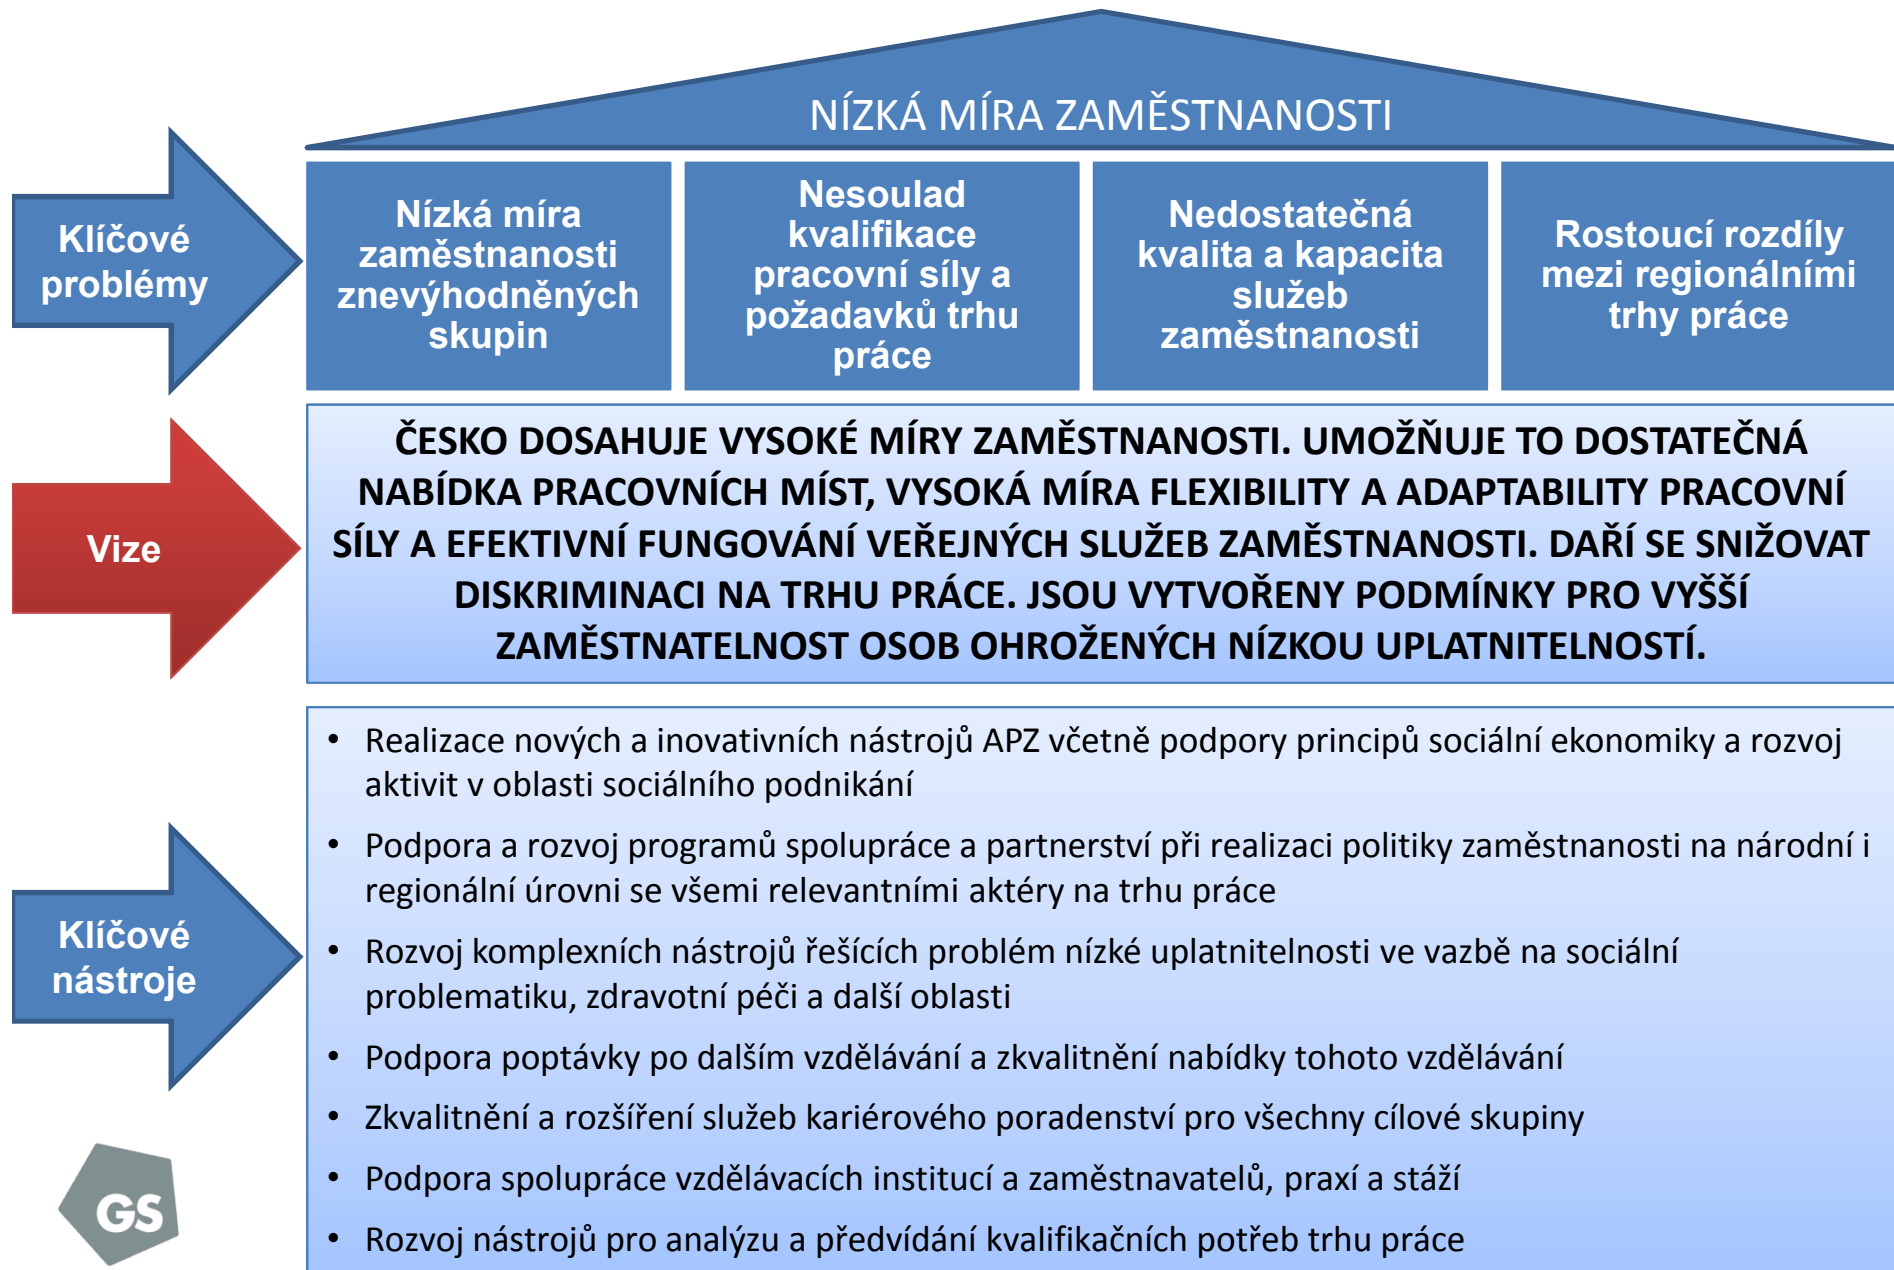 NÍZKÁ MÍRA ZAMĚSTNANOSTI
Klíčové
problémy
Nízká míra
zaměstnanosti
znevýhodněných
skupin
Nesoulad
kvalifikace
pracovní síly a
požadavků trhu
práce
Nedostatečná
kvalita a kapacita
služeb
zaměstnanosti
Rostoucí rozdíly
mezi regionálními
trhy práce
Vize
ČESKO DOSAHUJE VYSOKÉ MÍRY ZAMĚSTNANOSTI. UMOŽŇUJE TO DOSTATEČNÁ
NABÍDKA PRACOVNÍCH MÍST, VYSOKÁ MÍRA FLEXIBILITY A ADAPTABILITY PRACOVNÍ
SÍLY A EFEKTIVNÍ FUNGOVÁNÍ VEŘEJNÝCH SLUŽEB ZAMĚSTNANOSTI. DAŘÍ SE SNIŽOVAT
DISKRIMINACI NA TRHU PRÁCE. JSOU VYTVOŘENY PODMÍNKY PRO VYŠŠÍ
ZAMĚSTNATELNOST OSOB OHROŽENÝCH NÍZKOU UPLATNITELNOSTÍ.
Klíčové
nástroje
• Realizace nových a inovativních nástrojů APZ včetně podpory principů sociální ekonomiky a rozvoj
aktivit v oblasti sociálního podnikání
• Podpora a rozvoj programů spolupráce a partnerství při realizaci politiky zaměstnanosti na národní i
regionální úrovni se všemi relevantními aktéry na trhu práce
• Rozvoj komplexních nástrojů řešících problém nízké uplatnitelnosti ve vazbě na sociální
problematiku, zdravotní péči a další oblasti
• Podpora poptávky po dalším vzdělávání a zkvalitnění nabídky tohoto vzdělávání
• Zkvalitnění a rozšíření služeb kariérového poradenství pro všechny cílové skupiny
• Podpora spolupráce vzdělávacích institucí a zaměstnavatelů, praxí a stáží
• Rozvoj nástrojů pro analýzu a předvídání kvalifikačních potřeb trhu práce
GS